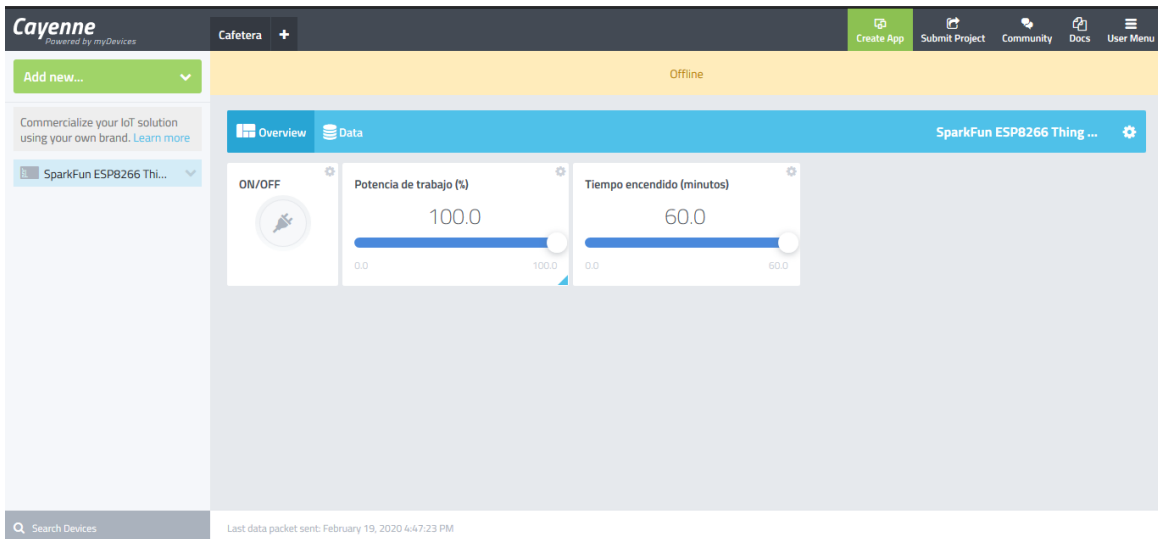 Cayenne
Powered by myDevices
Cafetera +
Create App
Submit Project
Community
Docs
User Menu
Add new...
Offline
Commercialize your IoT solution
using your own brand. Learn more
SparkFun ESP8266 Thi...
Overview
Data
SparkFun ESP8266 Thing ...
ON/OFF
Potencia de trabajo (%)
100.0
0.0 100.0
Tiempo encendido (minutos)
60.0
0.0 60.0
Search Devices
Last data packet sent: February 19, 2020 4:47:23 PM